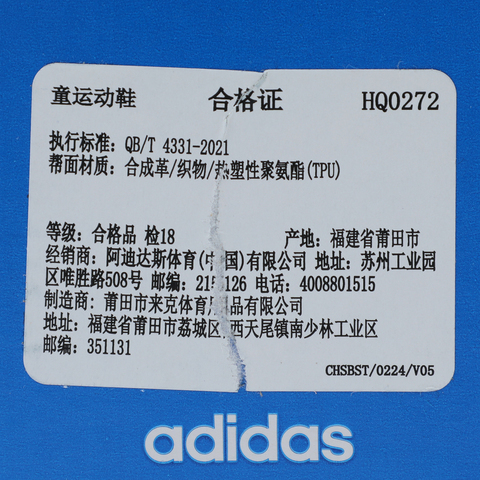 童运动鞋 合格证 HQ0272
执行标准: QB/T 4331-2021
帮面材质: 合成革/织物/热塑性聚氨酯(TPU)
等级: 合格品 检18 产地: 福建省莆田市
经销商: 阿迪达斯体育(中国)有限公司 地址: 苏州工业园
区唯胜路508号 邮编: 215126 电话: 4008801515
制造商: 莆田市来克体育用品有限公司
地址: 福建省莆田市荔城区西天尾镇南少林工业区
邮编: 351131
CHSBST/0224/V05
adidas